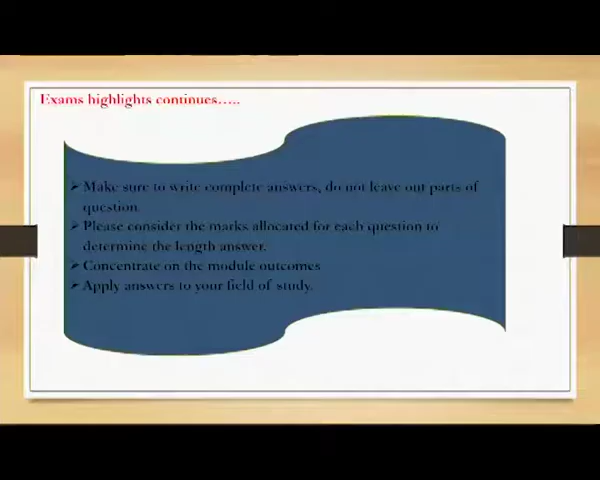 Exams highlights continues.....
➢ Make sure to write complete answers, do not leave out parts of
question.
➢ Please consider the marks allocated for each question to
determine the length answer.
➢ Concentrate on the module outcomes
➢ Apply answers to your field of study.